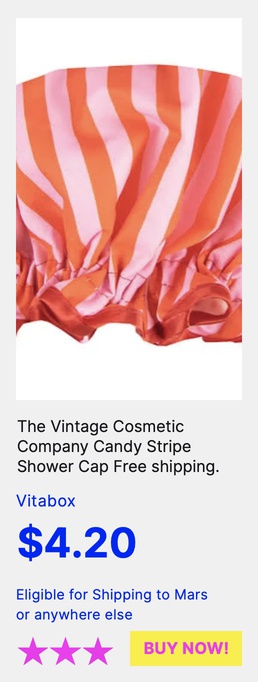 The Vintage Cosmetic
Company Candy Stripe
Shower Cap Free shipping.
Vitabox
$4.20
Eligible for Shipping to Mars
or anywhere else
BUY NOW!